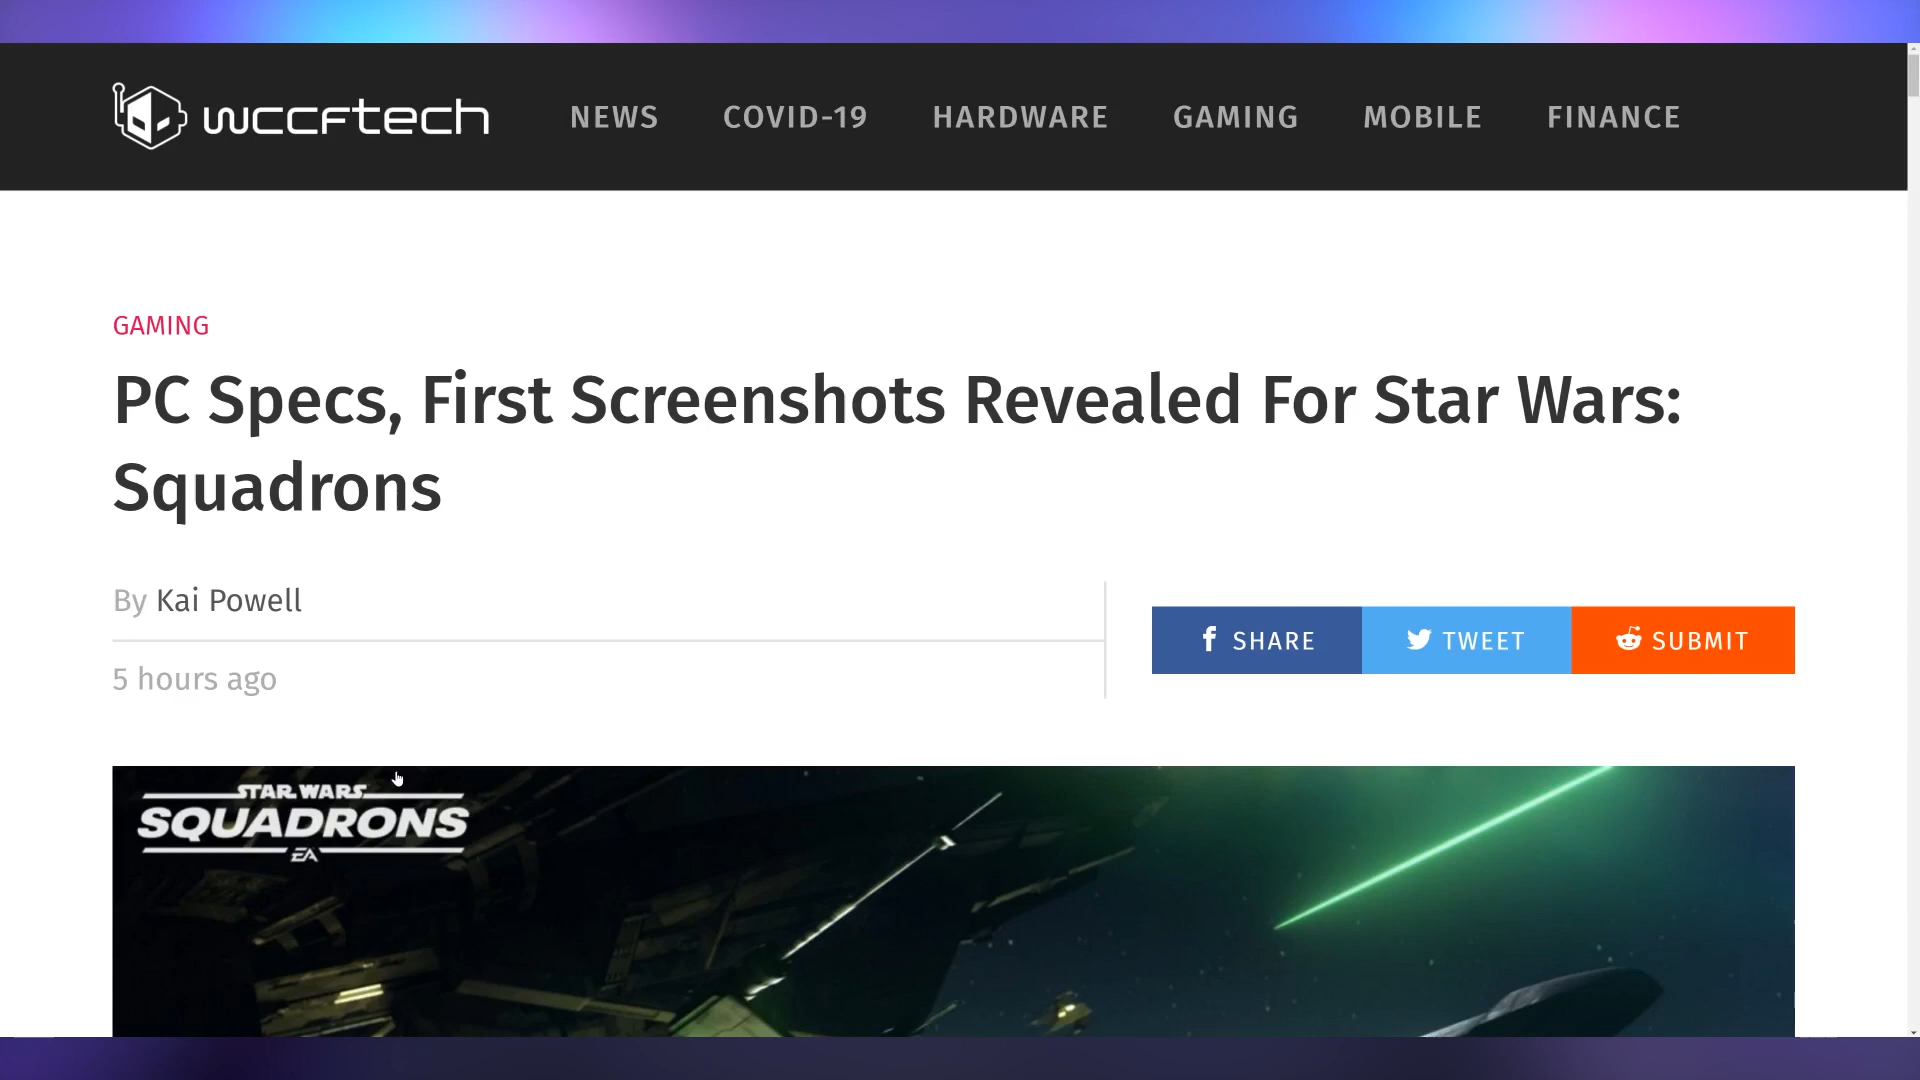 wccftech
NEWS COVID-19 HARDWARE GAMING MOBILE FINANCE
GAMING
PC Specs, First Screenshots Revealed For Star Wars:
Squadrons
By Kai Powell
SHARE TWEET SUBMIT
5 hours ago
STAR WARS
SQUADRONS
EA